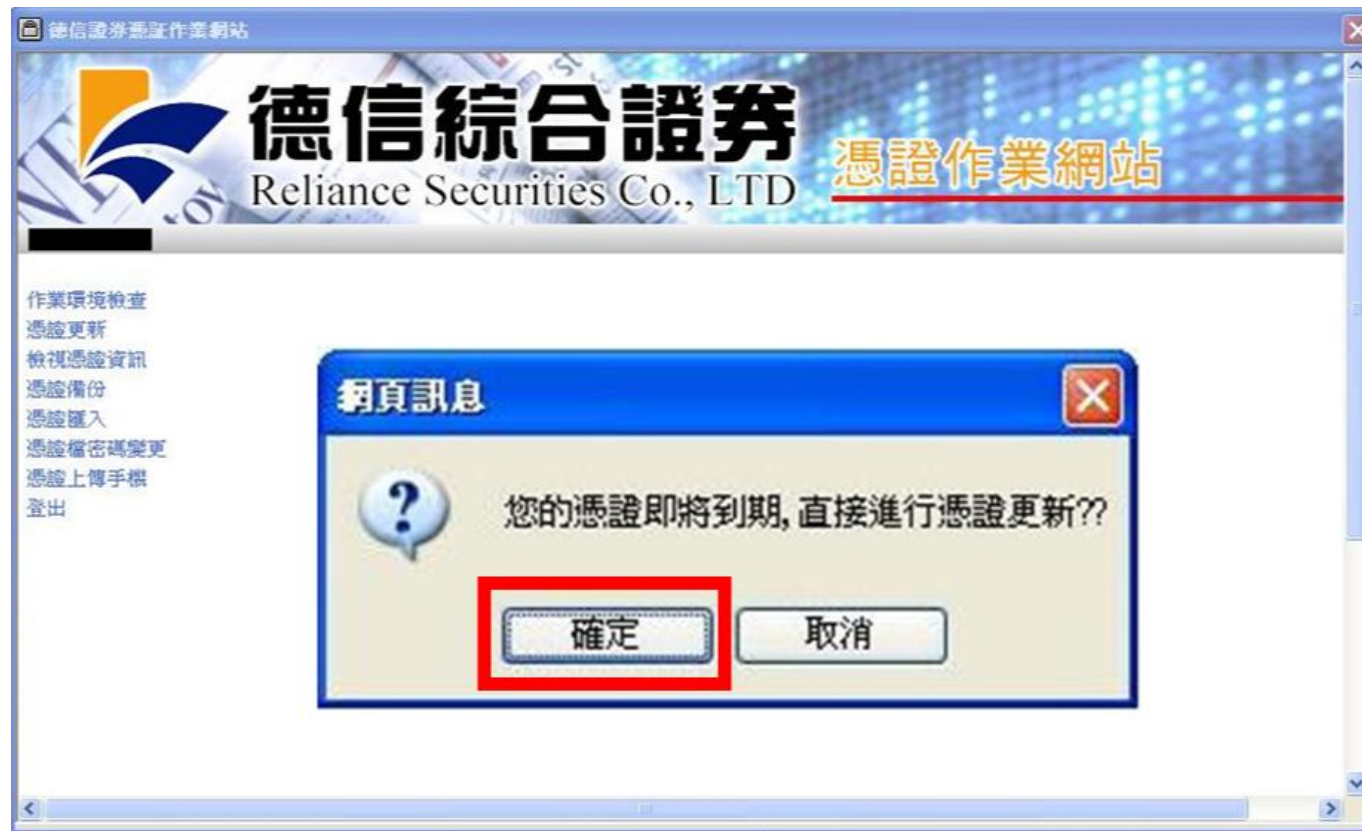 德信證券憑証作業網站
德信綜合證券
Reliance Securities Co., LTD
憑證作業網站
作業環境檢查
憑證更新
檢視憑證資訊
憑證備份
憑證匯入
憑證檔密碼變更
憑證上傳手機
登出
網頁訊息
您的憑證即將到期, 直接進行憑證更新??
確定
取消